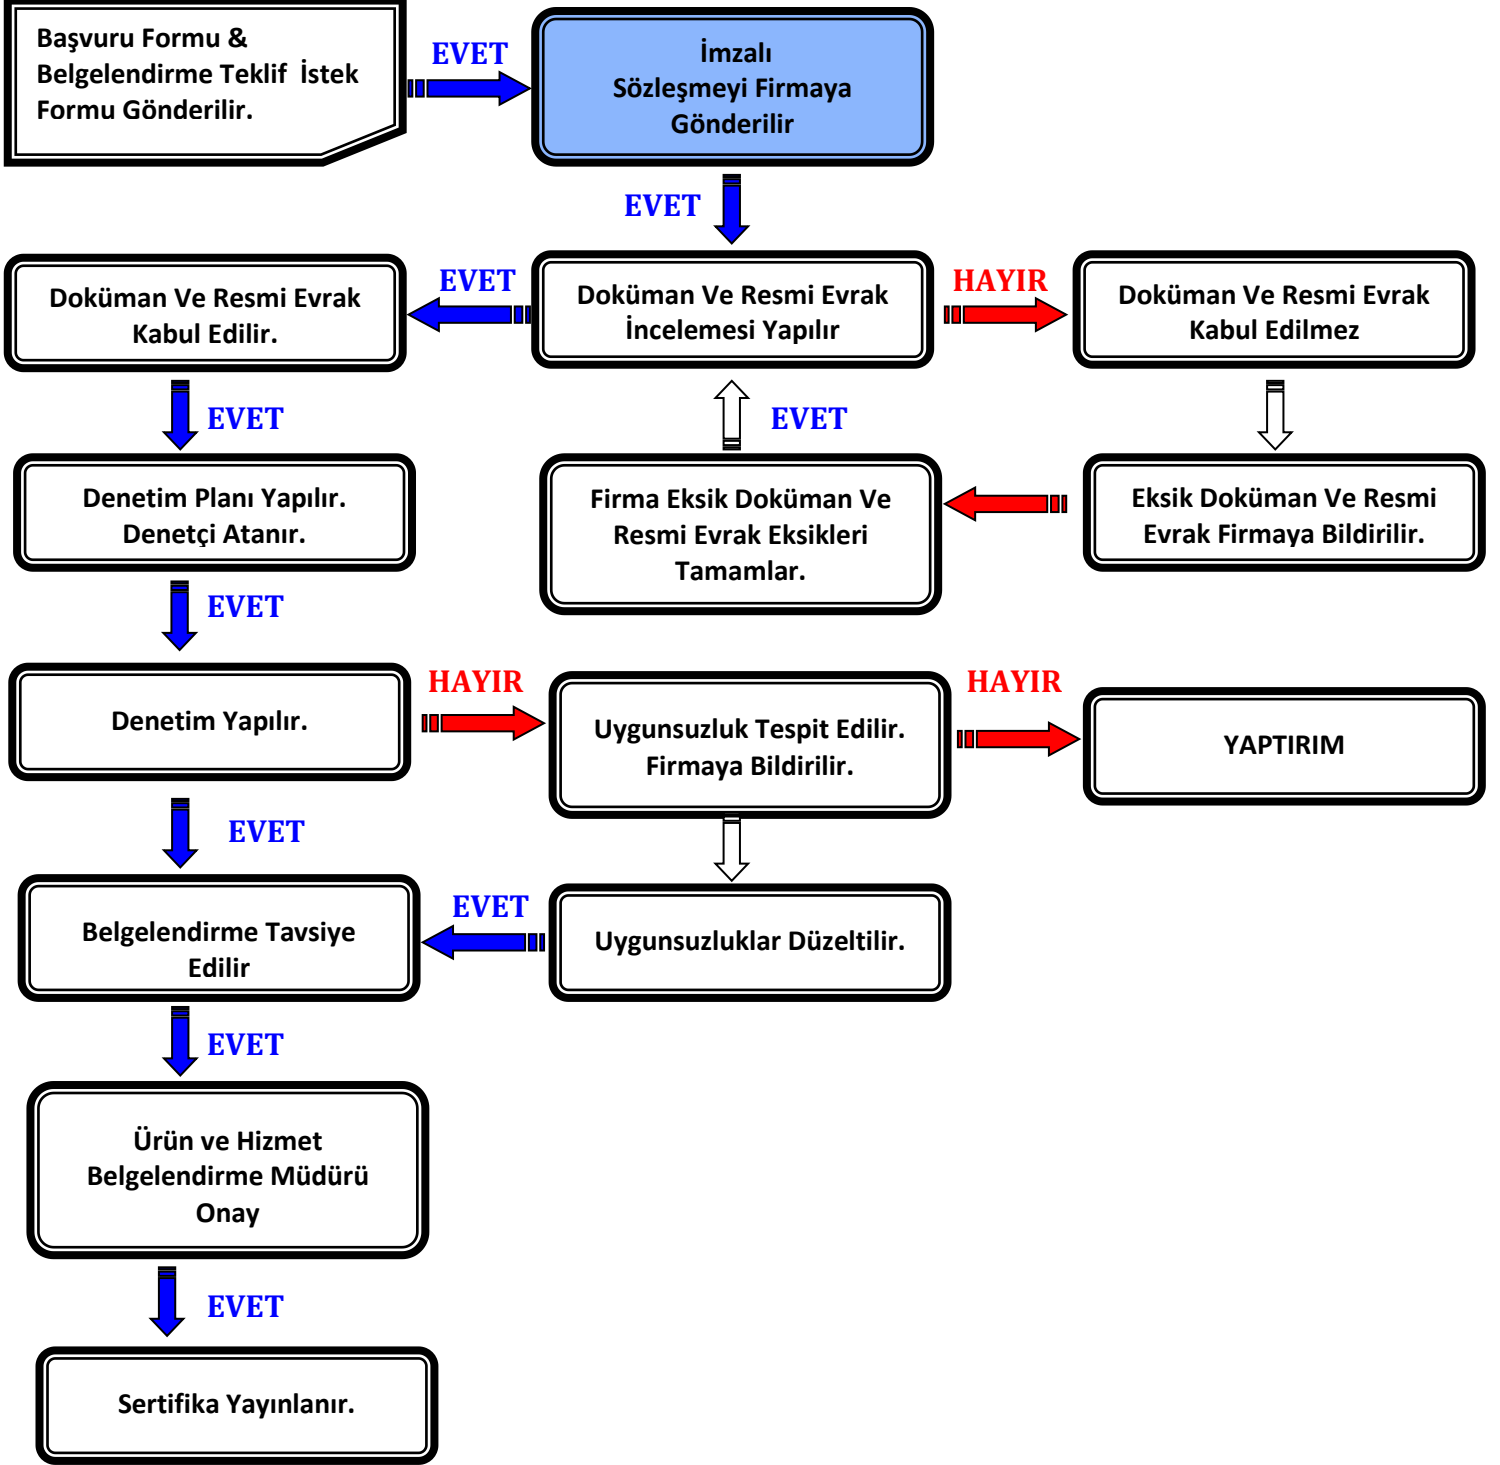 Başvuru Formu &
Belgelendirme Teklif İstek
Formu Gönderilir.
EVET
İmzalı
Sözleşmeyi Firmaya
Gönderilir
EVET
Doküman Ve Resmi Evrak
Kabul Edilir.
EVET
Doküman Ve Resmi Evrak
İncelemesi Yapılır
HAYIR
Doküman Ve Resmi Evrak
Kabul Edilmez
EVET
EVET
Denetim Planı Yapılır.
Denetçi Atanır.
Firma Eksik Doküman Ve
Resmi Evrak Eksikleri
Tamamlar.
Eksik Doküman Ve Resmi
Evrak Firmaya Bildirilir.
EVET
Denetim Yapılır.
HAYIR
Uygunsuzluk Tespit Edilir.
Firmaya Bildirilir.
HAYIR
YAPTIRIM
EVET
Belgelendirme Tavsiye
Edilir
EVET
Uygunsuzluklar Düzeltilir.
EVET
Ürün ve Hizmet
Belgelendirme Müdürü
Onay
EVET
Sertifika Yayınlanır.